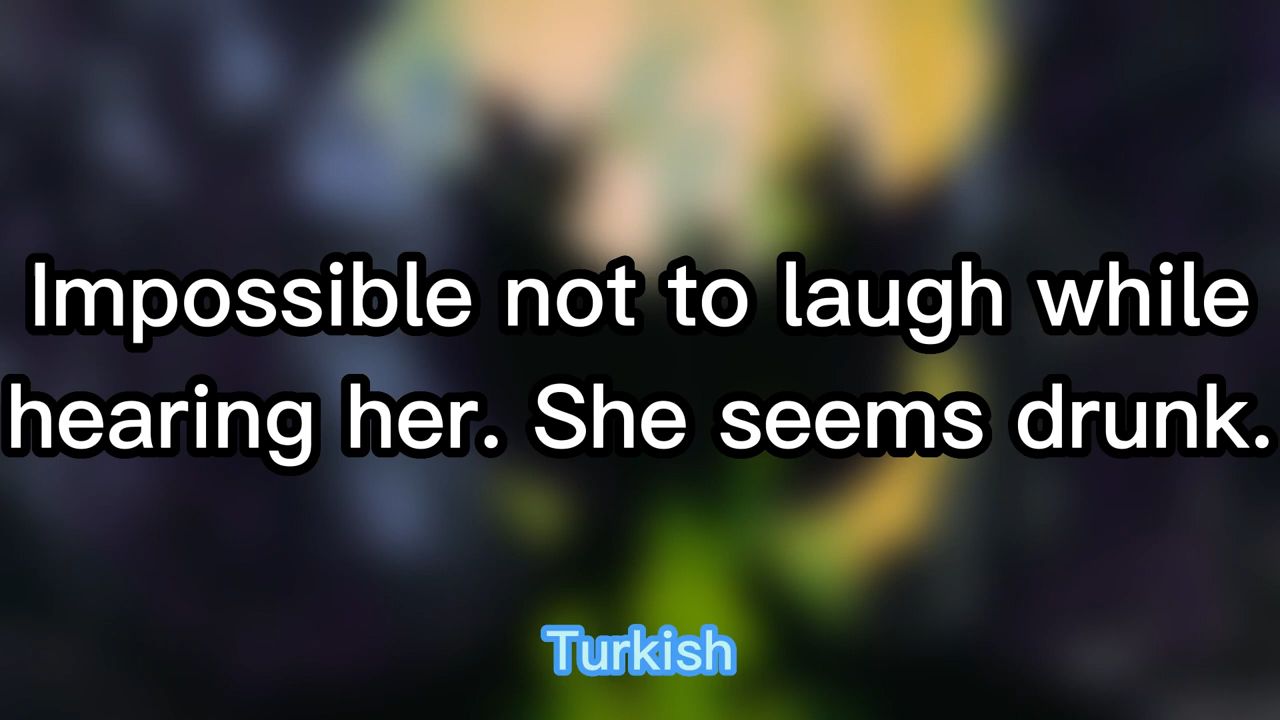 Impossible not to laugh while
hearing her. She seems drunk.
Turkish